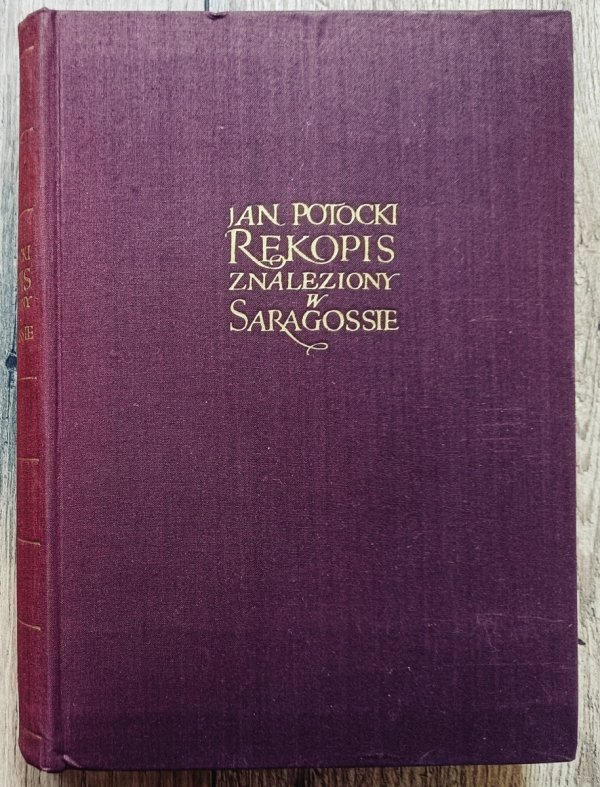 JAN POTOCKI
RĘKOPIS
ZNALEZIONY
W
SARAGOSSIE